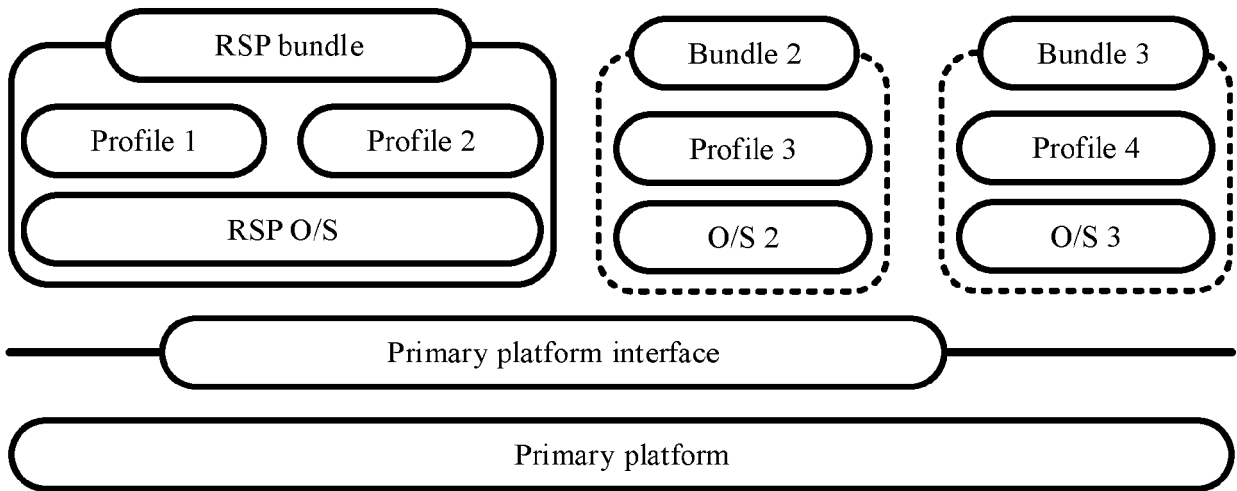 RSP bundle
Bundle 2
Bundle 3
Profile 1
Profile 2
Profile 3
Profile 4
RSP O/S
O/S 2
O/S 3
Primary platform interface
Primary platform